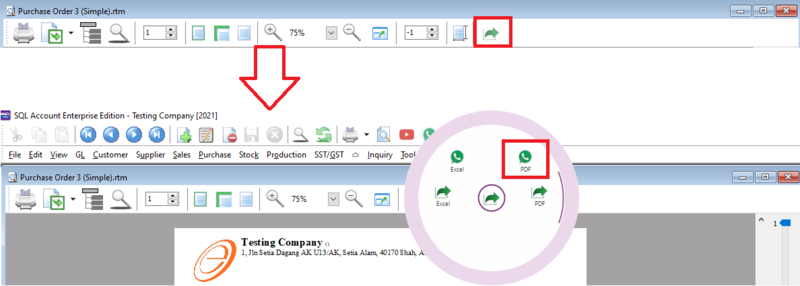 Purchase Order 3 (Simple).rtm
1
75%
-1
SQL Account Enterprise Edition - Testing Company [2021]
File Edit View GL Customer Supplier Sales Purchase Stock Production SST/GST Inquiry
Excel PDF
Purchase Order 3 (Simple).rtm
1
75%
Excel PDF
1
Testing Company ()
1, Jln Setia Dagang AK U13/AK, Setia Alam, 40170 Shah,